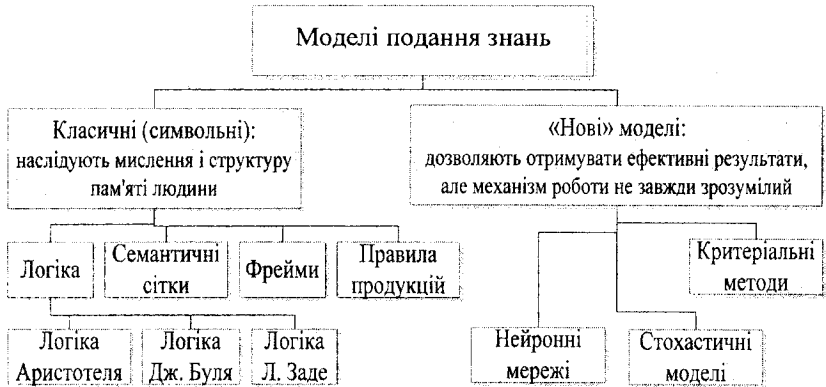 Моделі подання знань
Класичні (символьні):
наслідують мислення і структуру
пам'яті людини
«Нові» моделі:
дозволяють отримувати ефективні результати,
але механізм роботи не завжди зрозумілий
Логіка
Семантичні
сітки
Фрейми
Правила
продукцій
Критеріальні
методи
Логіка
Аристотеля
Логіка
Дж. Буля
Логіка
Л. Заде
Нейронні
мережі
Стохастичні
моделі